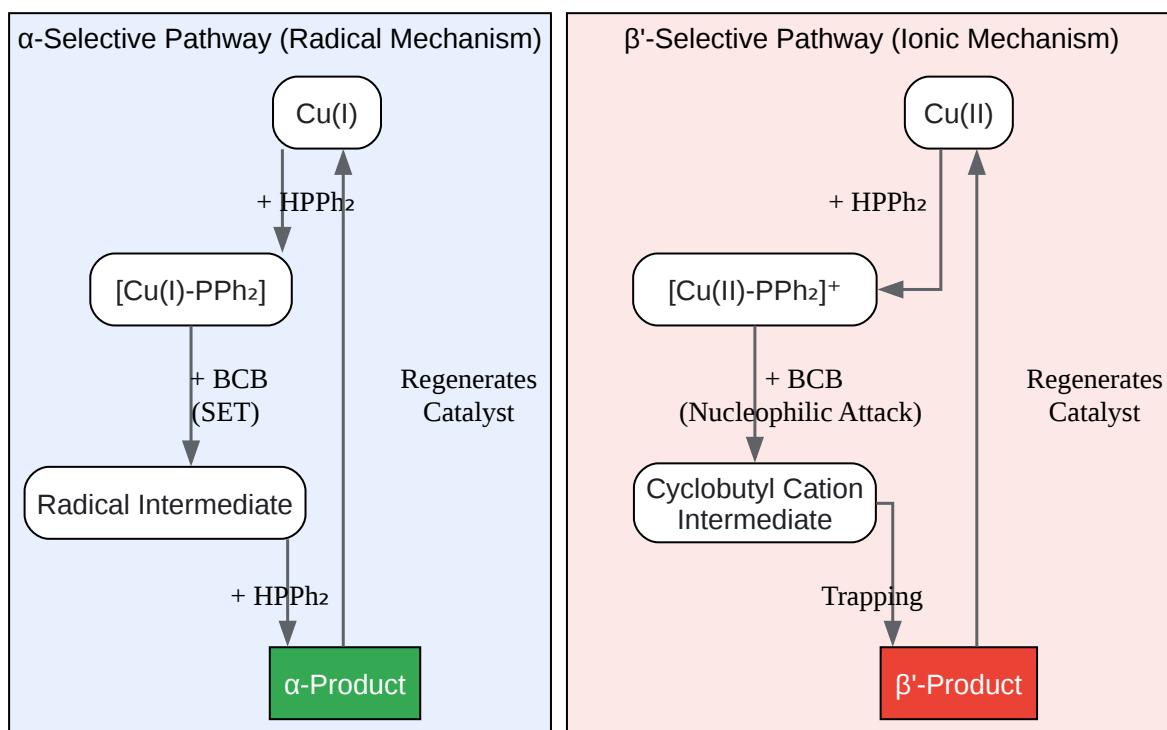 α-Selective Pathway (Radical Mechanism)
Cu(I)
+ HPPh₂
[Cu(I)-PPh₂]
+ BCB
(SET)
Regenerates
Catalyst
Radical Intermediate
+ HPPh₂
α-Product
β'-Selective Pathway (Ionic Mechanism)
Cu(II)
+ HPPh₂
[Cu(II)-PPh₂]⁺
+ BCB
(Nucleophilic Attack)
Regenerates
Catalyst
Cyclobutyl Cation
Intermediate
Trapping
β'-Product